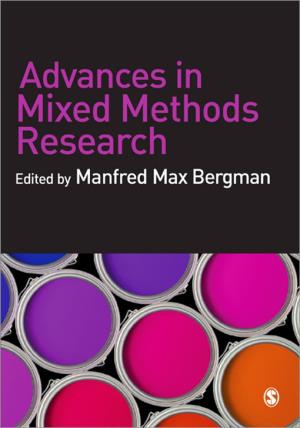 Advances in
Mixed Methods
Research
Edited by Manfred Max Bergman
S